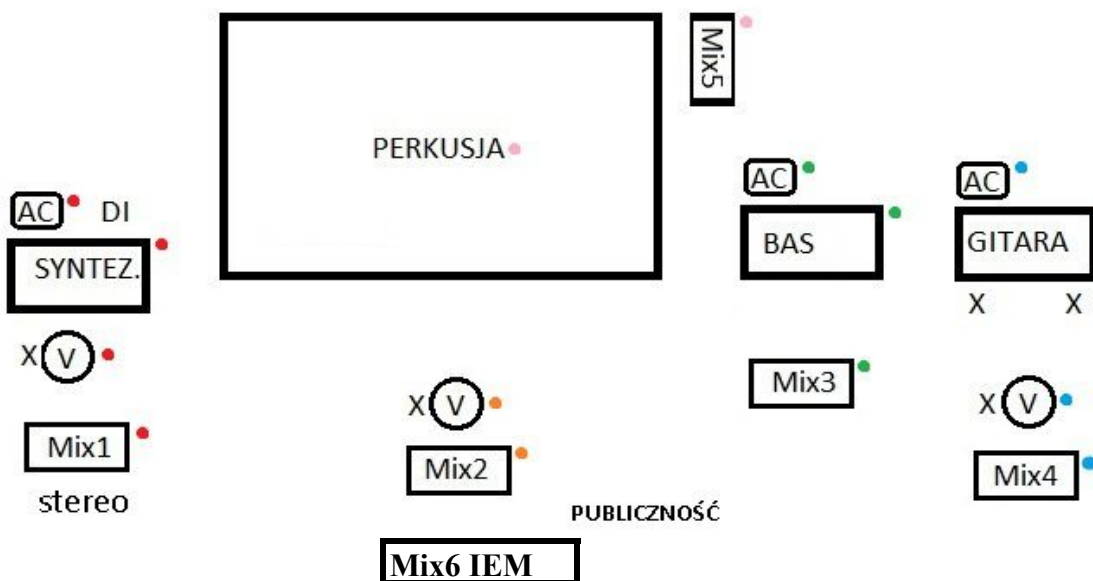 Mix5
PERKUSJA
AC
AC
AC DI
BAS
GITARA
SYNTEZ.
X X
X V
Mix3
X V
X V
Mix1
Mix2
Mix4
stereo
PUBLICZNOŚĆ
Mix6 IEM